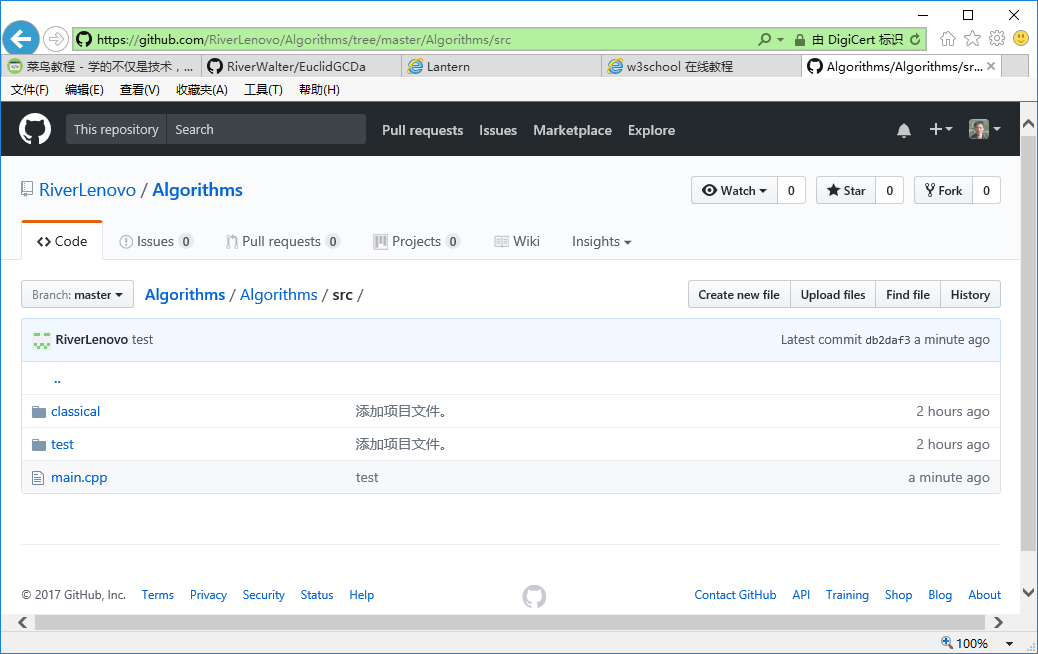 https://github.com/RiverLenovo/Algorithms/tree/master/Algorithms/src 由 DigiCert 标识
菜鸟教程 - 学的不仅是技术，... RiverWalter/EuclidGCDa Lantern w3school 在线教程 Algorithms/Algorithms/sr...
文件(F) 编辑(E) 查看(V) 收藏夹(A) 工具(T) 帮助(H)
This repository Search Pull requests Issues Marketplace Explore
RiverLenovo / Algorithms Watch 0 Star 0 Fork 0
Code Issues 0 Pull requests 0 Projects 0 Wiki Insights
Branch: master Algorithms / Algorithms / src / Create new file Upload files Find file History
RiverLenovo test Latest commit db2daf3 a minute ago
..
classical 添加项目文件。 2 hours ago
test 添加项目文件。 2 hours ago
main.cpp test a minute ago
© 2017 GitHub, Inc. Terms Privacy Security Status Help Contact GitHub API Training Shop Blog About
100%